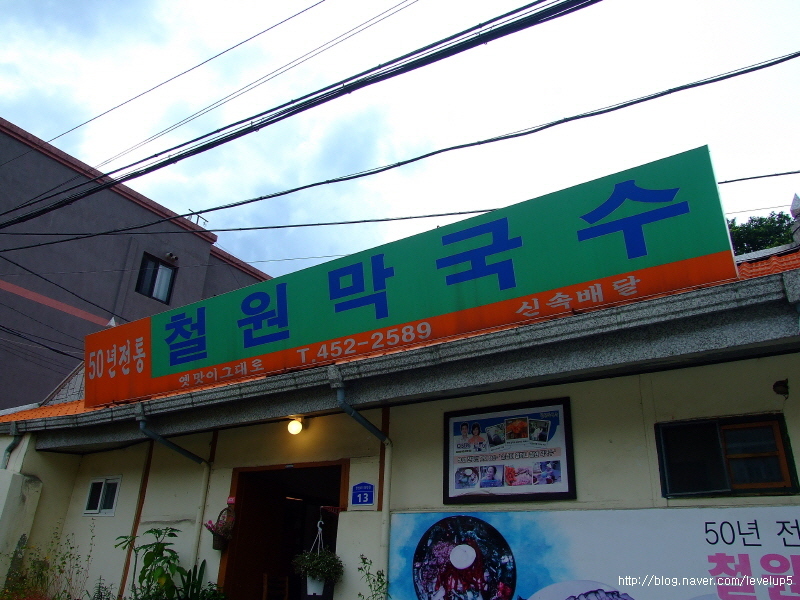 50년전통
철원막국수
옛맛이그대로 T.452-2589 신속배달
13
50년 전
철원
http://blog.naver.com/levelup5